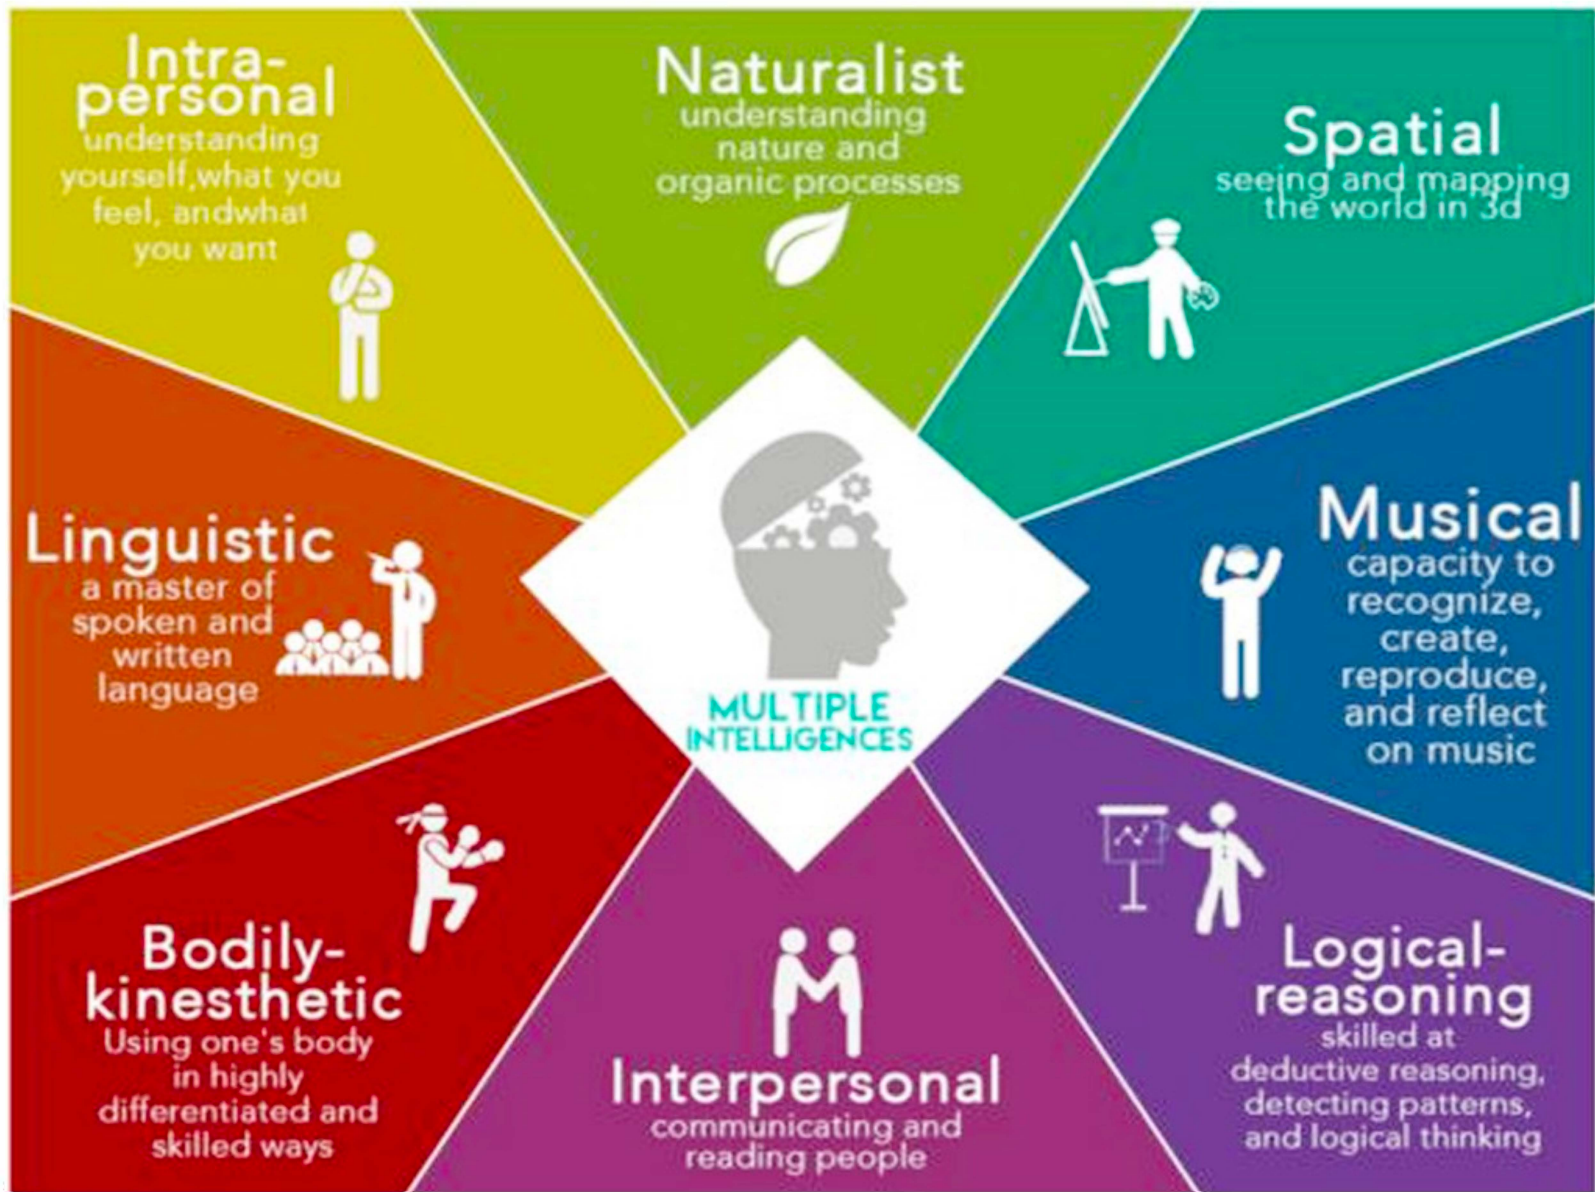 Intra-
personal
understanding
yourself,what you
feel, andwhat
you want
Naturalist
understanding
nature and
organic processes
Spatial
seeing and mapping
the world in 3d
Linguistic
a master of
spoken and
written
language
MULTIPLE
INTELLIGENCES
Musical
capacity to
recognize,
create,
reproduce,
and reflect
on music
Bodily-
kinesthetic
Using one's body
in highly
differentiated and
skilled ways
Interpersonal
communicating and
reading people
Logical-
reasoning
skilled at
deductive reasoning,
detecting patterns,
and logical thinking